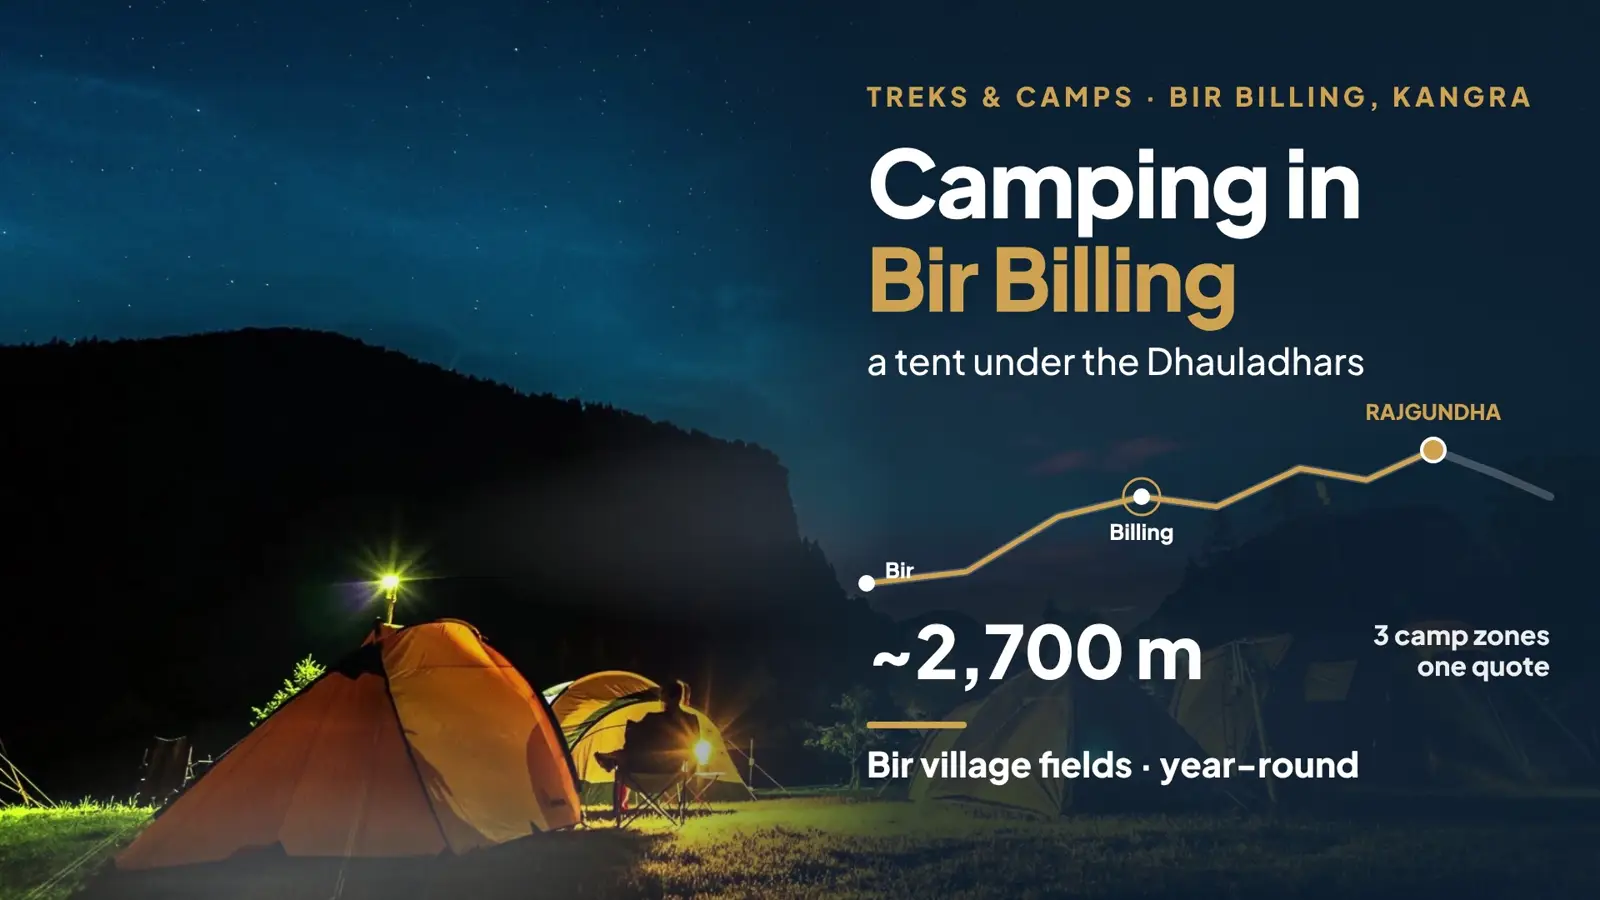 TREKS & CAMPS · BIR BILLING, KANGRA
Camping in
Bir Billing
a tent under the Dhauladhars
RAJGUNDHA
Billing
Bir
~2,700 m
3 camp zones
one quote
Bir village fields · year-round